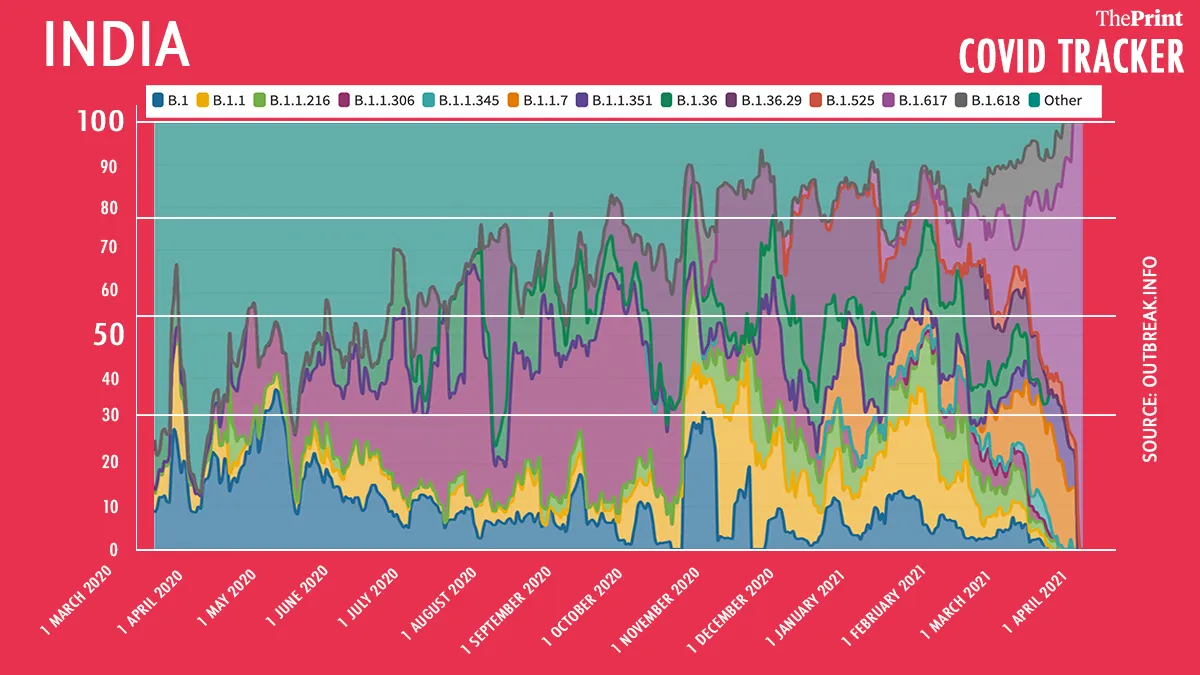 INDIA
ThePrint
COVID TRACKER
B.1 B.1.1 B.1.1.216 B.1.1.306 B.1.1.345 B.1.1.7 B.1.1.351 B.1.36 B.1.36.29 B.1.525 B.1.617 B.1.618 Other
100
90
80
70
60
50
40
30
20
10
0
SOURCE: OUTBREAK.INFO
1 MARCH 2020
1 APRIL 2020
1 MAY 2020
1 JUNE 2020
1 JULY 2020
1 AUGUST 2020
1 SEPTEMBER 2020
1 OCTOBER 2020
1 NOVEMBER 2020
1 DECEMBER 2020
1 JANUARY 2021
1 FEBRUARY 2021
1 MARCH 2021
1 APRIL 2021